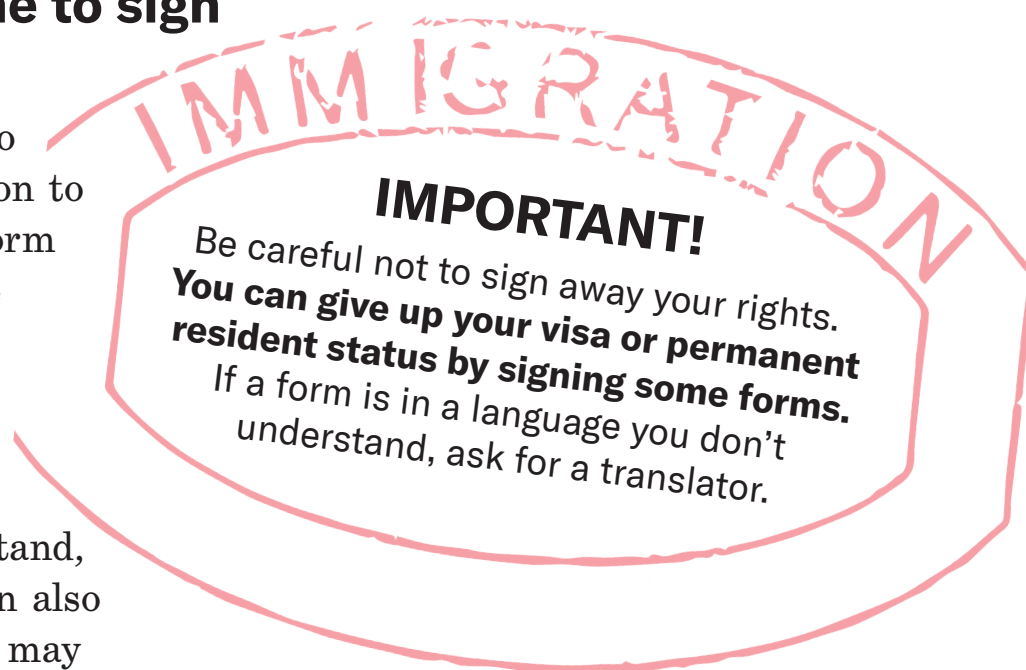 ne to sign
IMMIGRATION
o
on to
orm
IMPORTANT!
Be careful not to sign away your rights.
You can give up your visa or permanent
resident status by signing some forms.
If a form is in a language you don’t
understand, ask for a translator.
tand,
n also
may